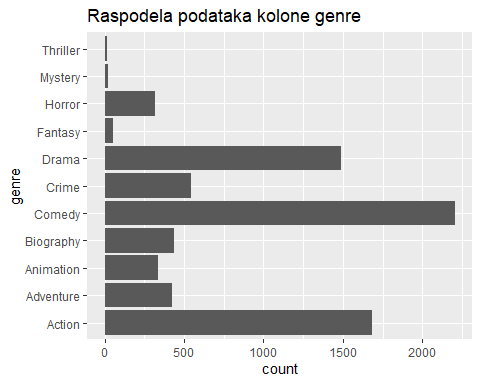 Raspodela podataka kolone genre
Thriller
Mystery
Horror
Fantasy
Drama
Crime
Comedy
Biography
Animation
Adventure
Action
genre
0 500 1000 1500 2000
count